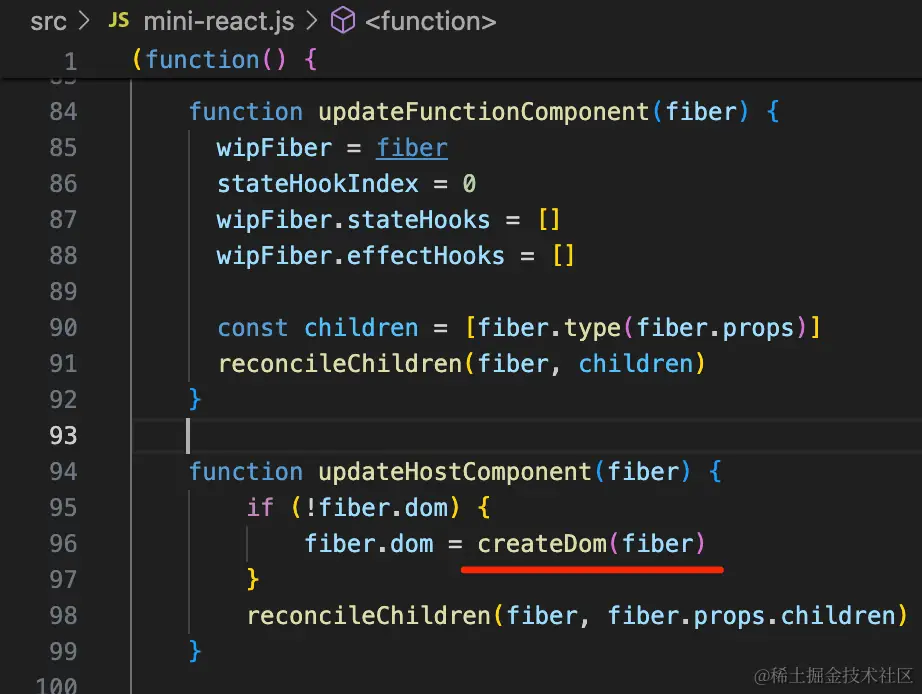 src > JS mini-react.js > <function>
1 (function() {
84 function updateFunctionComponent(fiber) {
85 wipFiber = fiber
86 stateHookIndex = 0
87 wipFiber.stateHooks = []
88 wipFiber.effectHooks = []
89
90 const children = [fiber.type(fiber.props)]
91 reconcileChildren(fiber, children)
92 }
93
94 function updateHostComponent(fiber) {
95 if (!fiber.dom) {
96 fiber.dom = createDom(fiber)
97 }
98 reconcileChildren(fiber, fiber.props.children)
99 }
100
@稀土掘金技术社区